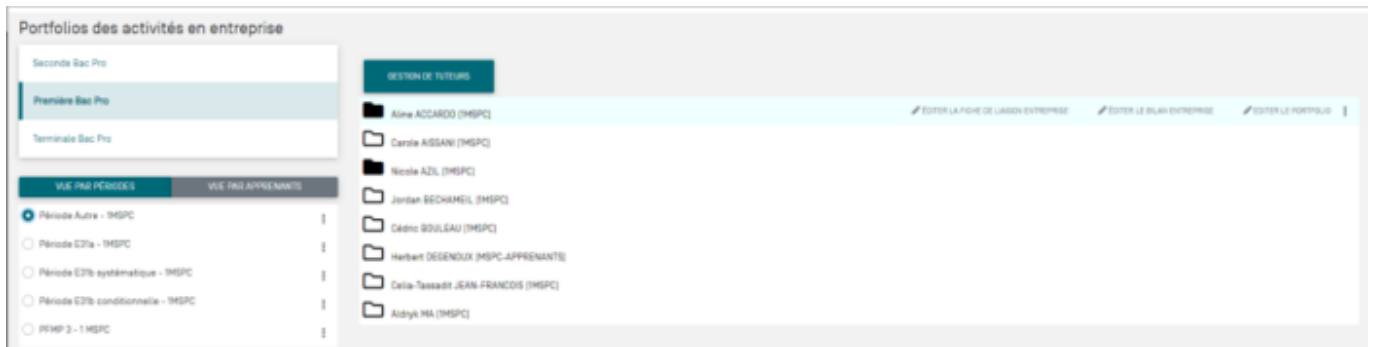 Portfolios des activités en entreprise
Seconde Bac Pro
Première Bac Pro
Terminale Bac Pro
VUE PAR PÉRIODES VUE PAR APPRENANTS
Période Autre - 1MSPC
Période E31a - 1MSPC
Période E31b systématique - 1MSPC
Période E31b conditionnelle - 1MSPC
PFMP 3 - 1 MSPC
GESTION DE TUTEURS
Aline ACCARDO (1MSPC) ÉDITER LA FICHE DE LIAISON ENTREPRISE ÉDITER LE BILAN ENTREPRISE EDITER LE PORTFOLIO
Carole AISSANI (1MSPC)
Nicole AZIL (1MSPC)
Jordan BECHAMEIL (1MSPC)
Cédric BOULEAU (1MSPC)
Herbert DEGENOUX (MSPC-APPRENANTS)
Celia-Tassadit JEAN-FRANCOIS (1MSPC)
Aldryk MA (1MSPC)